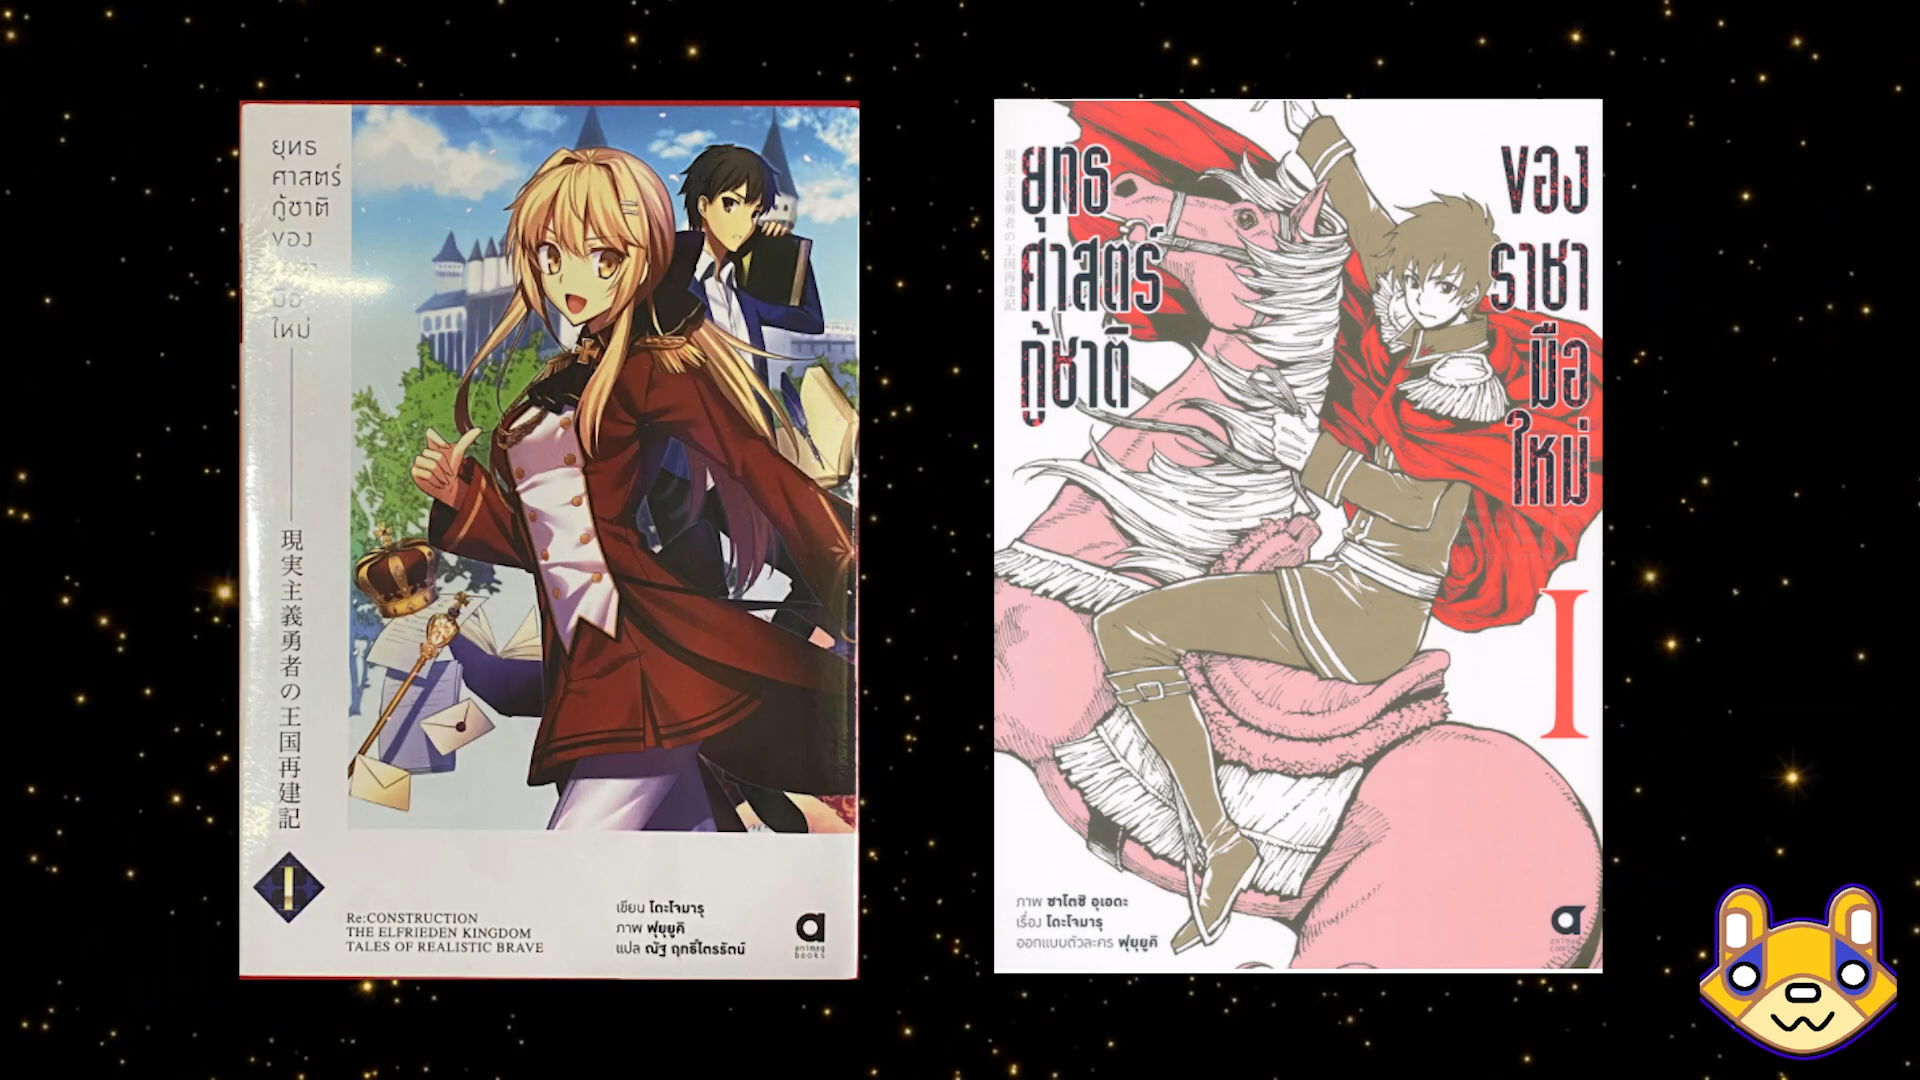 ยุทธ
ศาสตร์
กู้ชาติ
ของ
มือ
ใหม่
現実主義勇者の王国再建記
I
Re:CONSTRUCTION
THE ELFRIEDEN KINGDOM
TALES OF REALISTIC BRAVE
เขียน โดะโจมารุ
ภาพ ฟุยุยูคิ
แปล ณัฐ ฤทธิ์ไตรรัตน์
a
animag
books
現実主義勇者の王国再建記
ยุทธ
ศาสตร์
กู้ชาติ
ของ
ราชา
มือ
ใหม่
I
ภาพ ซาโตชิ อุเอดะ
เรื่อง โดะโจมารุ
ออกแบบตัวละคร ฟุยุยูคิ
a
animag
comics